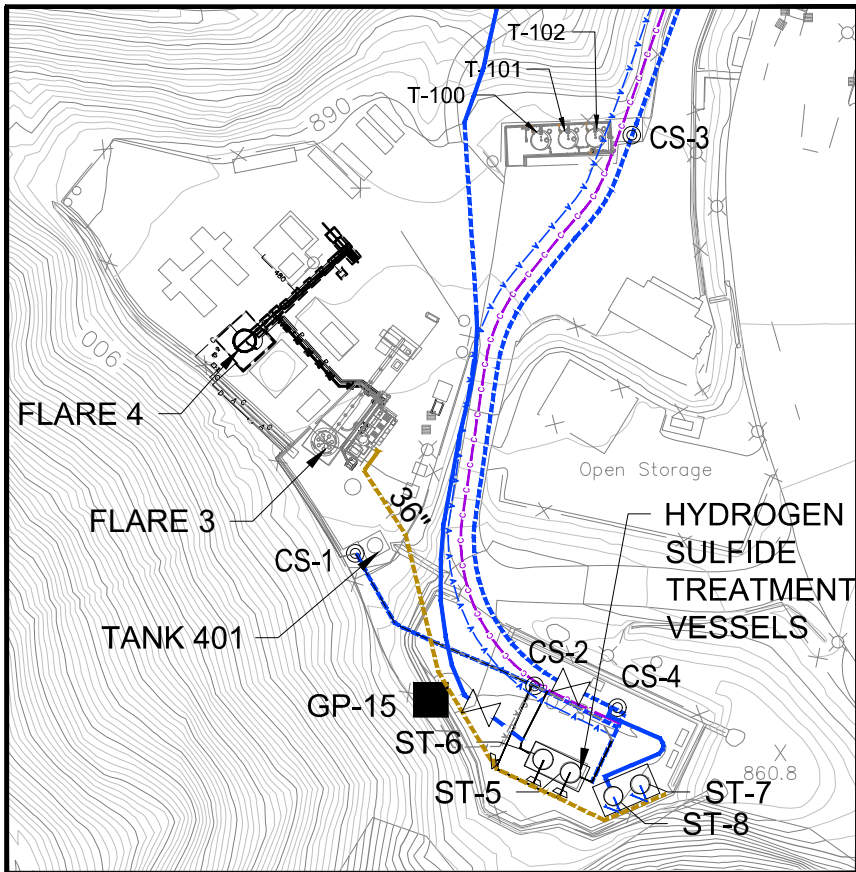 T-102
T-101
T-100
CS-3
890
480
FLARE 4
900
Open Storage
FLARE 3
36"
HYDROGEN
SULFIDE
TREATMENT
VESSELS
CS-1
TANK 401
CS-2
CS-4
GP-15
ST-6
860.8
ST-5
ST-7
ST-8